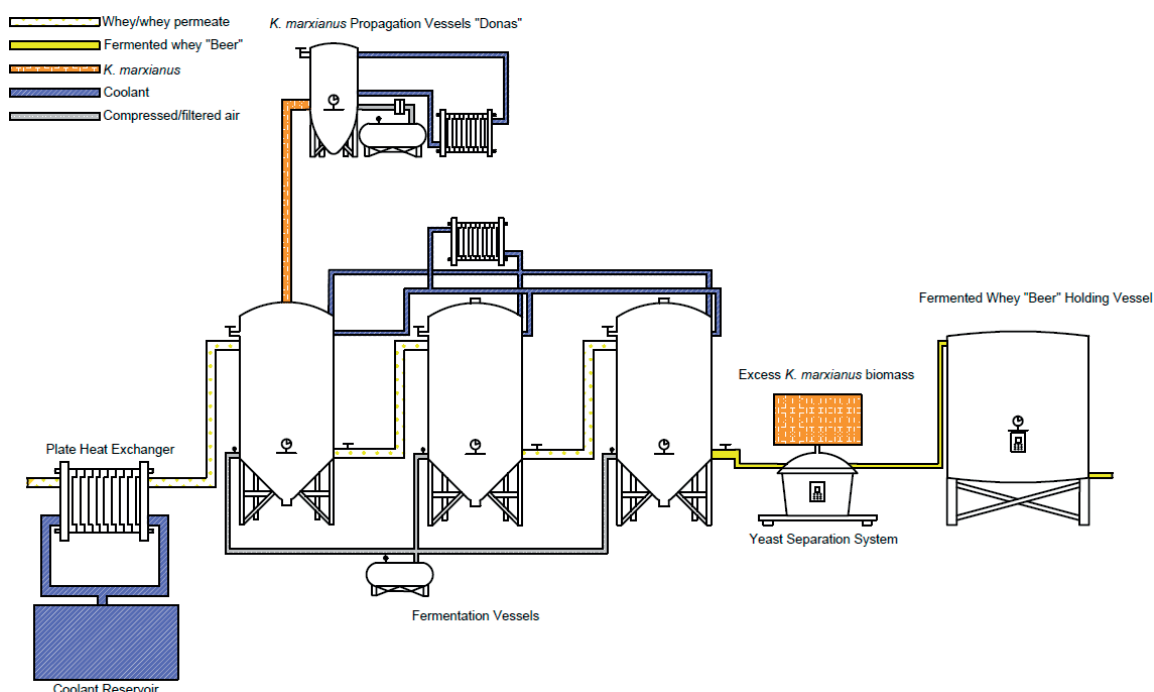 Whey/whey permeate
Fermented whey "Beer"
K. marxianus
Coolant
Compressed/filtered air
K. marxianus Propagation Vessels "Donas"
Fermented Whey "Beer" Holding Vessel
Excess K. marxianus biomass
Plate Heat Exchanger
Yeast Separation System
Fermentation Vessels
Coolant Reservoir